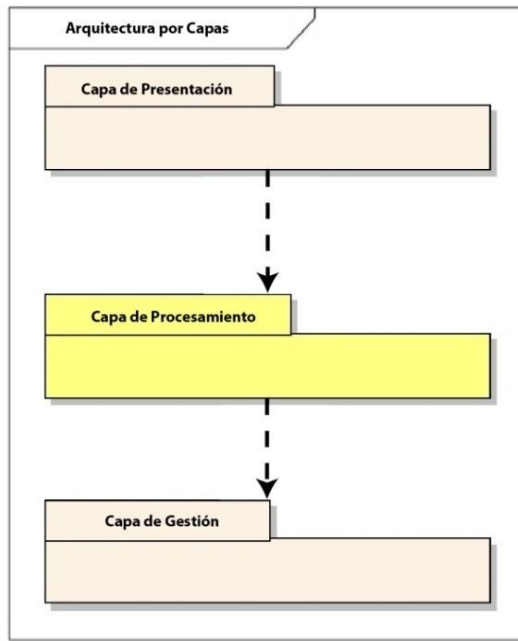 Arquitectura por Capas
Capa de Presentación
Capa de Procesamiento
Capa de Gestión